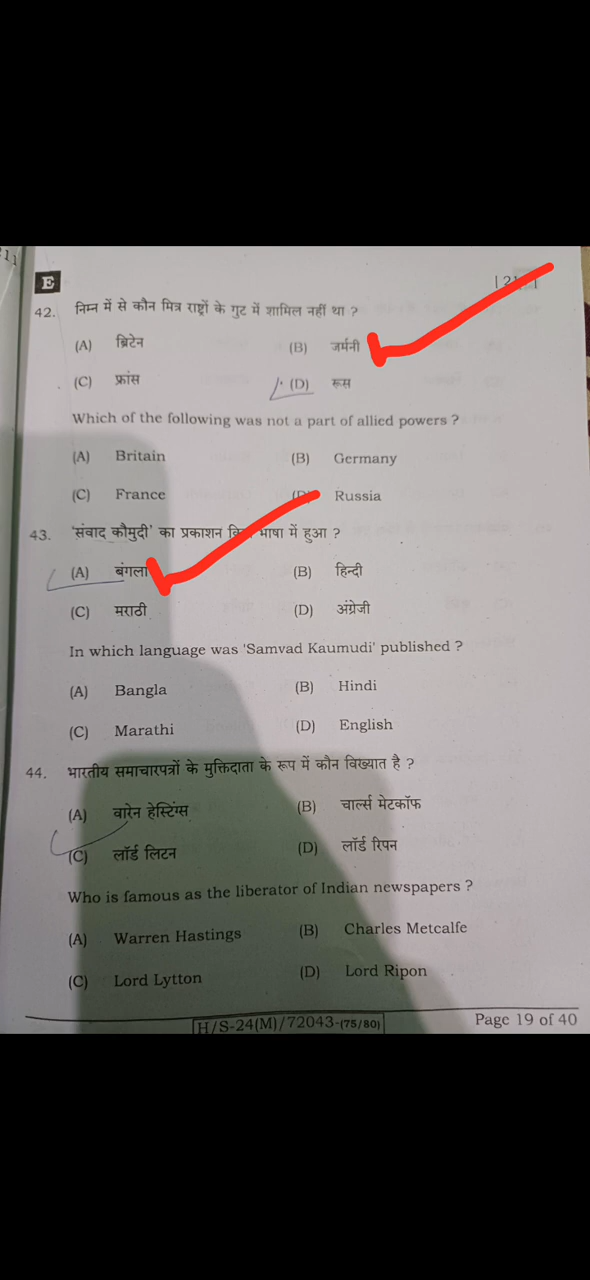 E
42. निम्न में से कौन मित्र राष्ट्रों के गुट में शामिल नहीं था ?
(A) ब्रिटेन (B) जर्मनी
(C) फ्रांस (D) रूस
Which of the following was not a part of allied powers ?
(A) Britain (B) Germany
(C) France (D) Russia
43. 'संवाद कौमुदी' का प्रकाशन भाषा में हुआ ?
(A) बंगला (B) हिन्दी
(C) मराठी (D) अंग्रेजी
In which language was 'Samvad Kaumudi' published ?
(A) Bangla (B) Hindi
(C) Marathi (D) English
44. भारतीय समाचारपत्रों के मुक्तिदाता के रूप में कौन विख्यात है ?
(A) वारेन हेस्टिंग्स (B) चार्ल्स मेटकॉफ
(C) लॉर्ड लिटन (D) लॉर्ड रिपन
Who is famous as the liberator of Indian newspapers ?
(A) Warren Hastings (B) Charles Metcalfe
(C) Lord Lytton (D) Lord Ripon
H/S-24(M)/72043-(75/80) Page 19 of 40